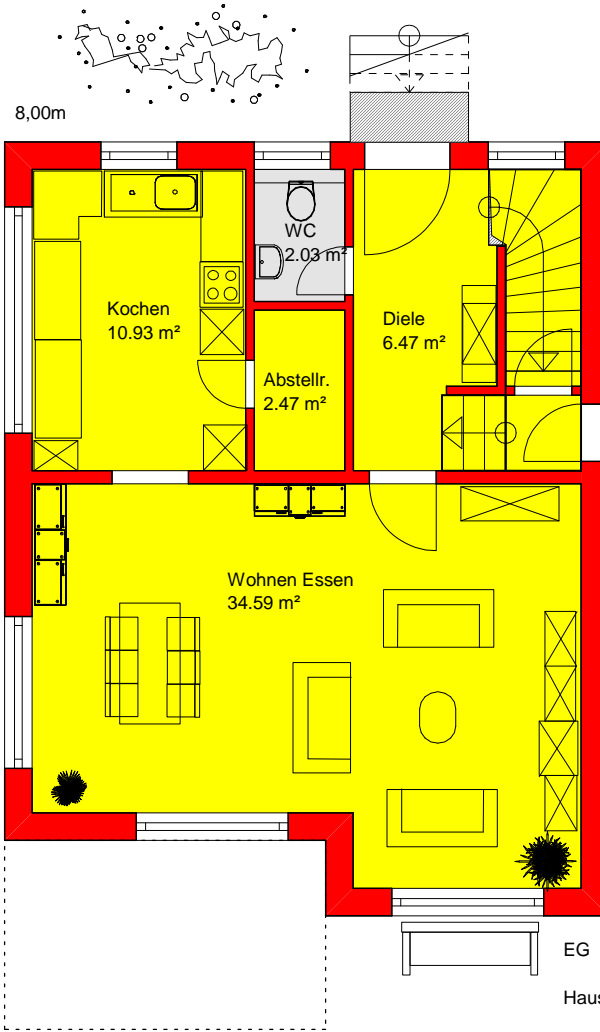 8,00m
WC
2.03 m²
Kochen
10.93 m²
Diele
6.47 m²
Abstellr.
2.47 m²
Wohnen Essen
34.59 m²
EG
Haus